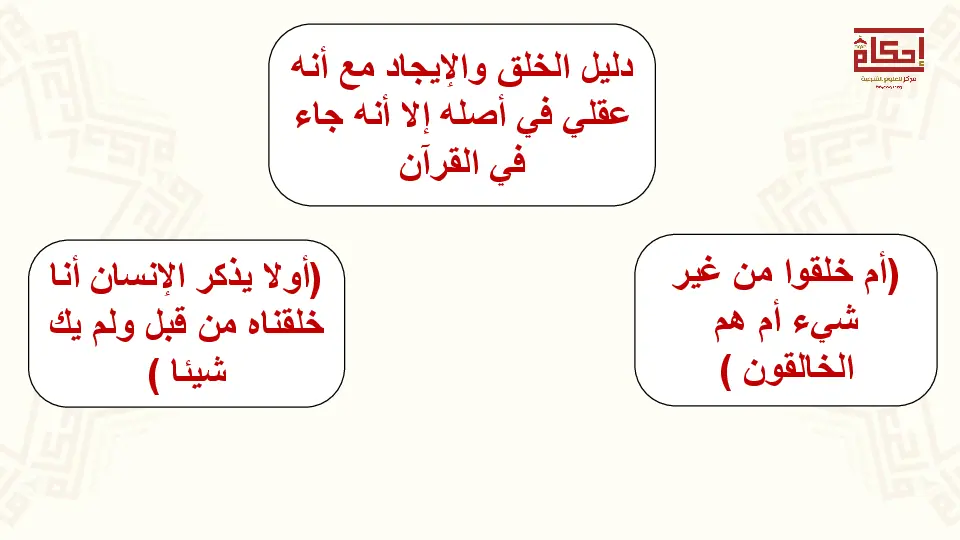 إحكام
مركز للعلوم الشرعية
دليل الخلق والإيجاد مع أنه
عقلي في أصله إلا أنه جاء
في القرآن
(أم خلقوا من غير
شيء أم هم
الخالقون )
(أولا يذكر الإنسان أنا
خلقناه من قبل ولم يك
شيئا )